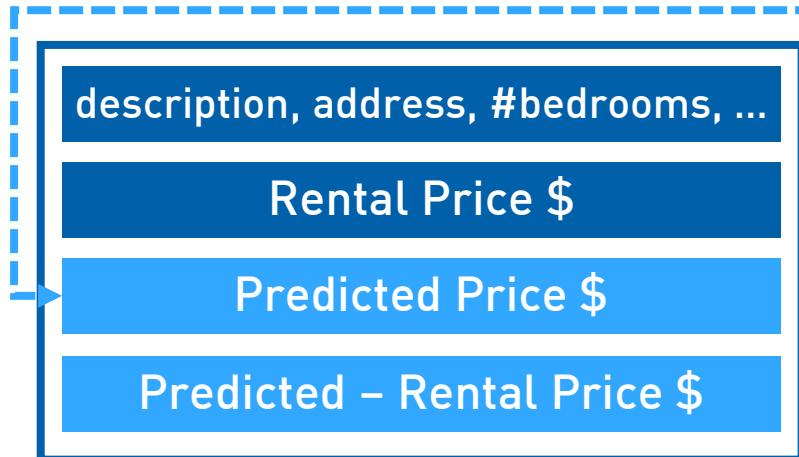 description, address, #bedrooms, ...
Rental Price $
Predicted Price $
Predicted – Rental Price $